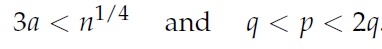 3a < n^{1/4} and q < p < 2q.